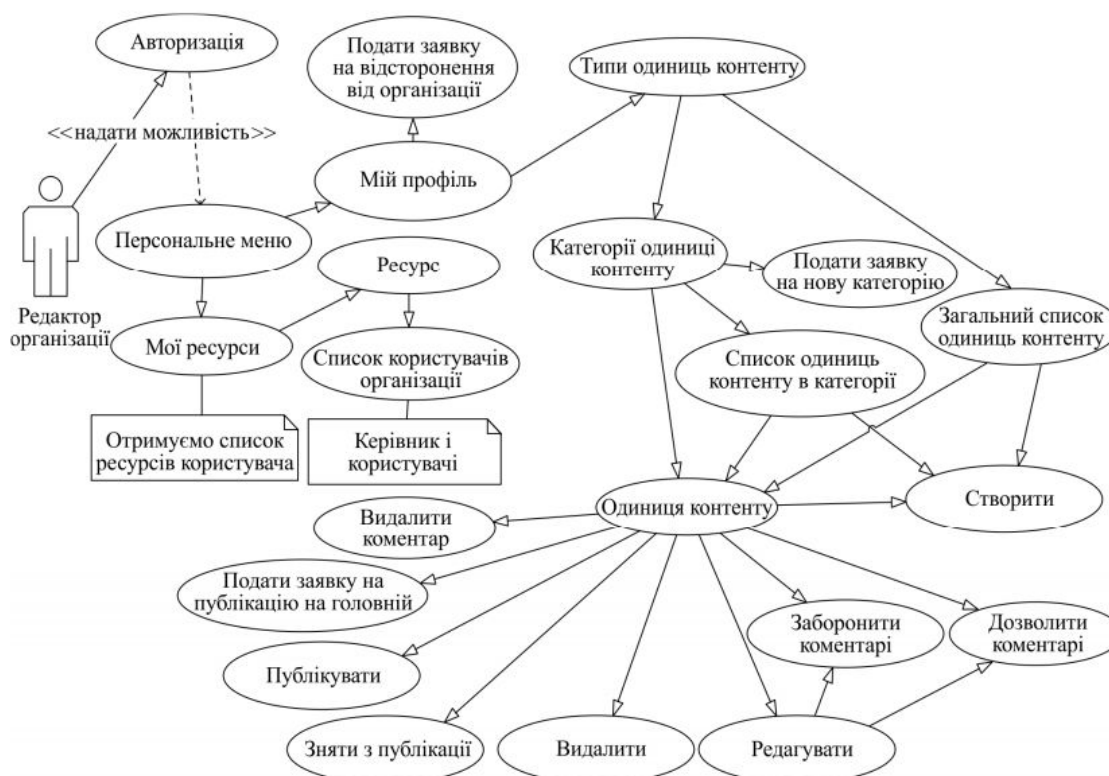 Авторизація
Подати заявку
на відсторонення
від організації
Типи одиниць контенту
<<надати можливість>>
Мій профіль
Персональне меню
Категорії одиниці
контенту
Подати заявку
на нову категорію
Ресурс
Редактор
організації
Мої ресурси
Список користувачів
організації
Список одиниць
контенту в категорії
Загальний список
одиниць контенту
Отримуємо список
ресурсів користувача
Керівник і
користувачі
Одиниця контенту
Створити
Видалити
коментар
Подати заявку на
публікацію на головній
Заборонити
коментарі
Дозволити
коментарі
Публікувати
Зняти з публікації
Видалити
Редагувати